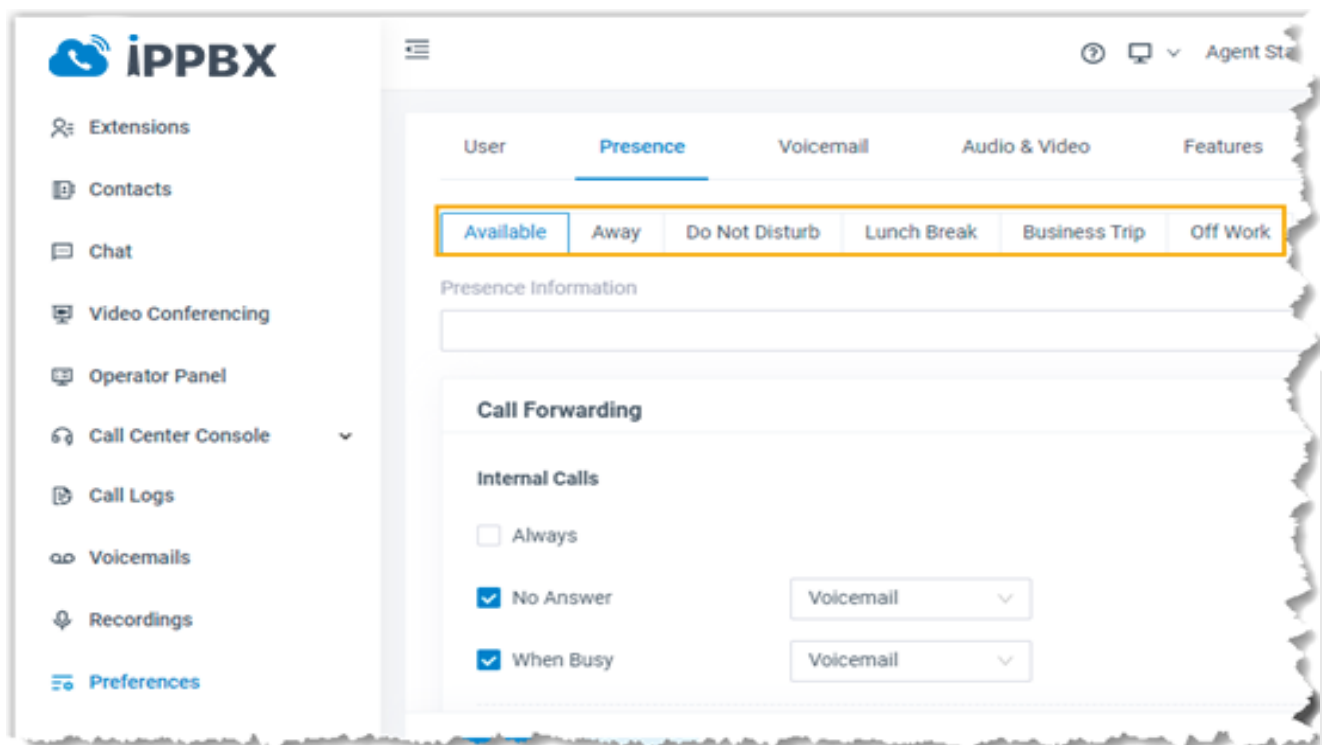 iPPBX
Extensions
Contacts
Chat
Video Conferencing
Operator Panel
Call Center Console
Call Logs
Voicemails
Recordings
Preferences
Agent
User Presence Voicemail Audio & Video Features
Available Away Do Not Disturb Lunch Break Business Trip Off Work
Presence Information
Call Forwarding
Internal Calls
Always
No Answer Voicemail
When Busy Voicemail